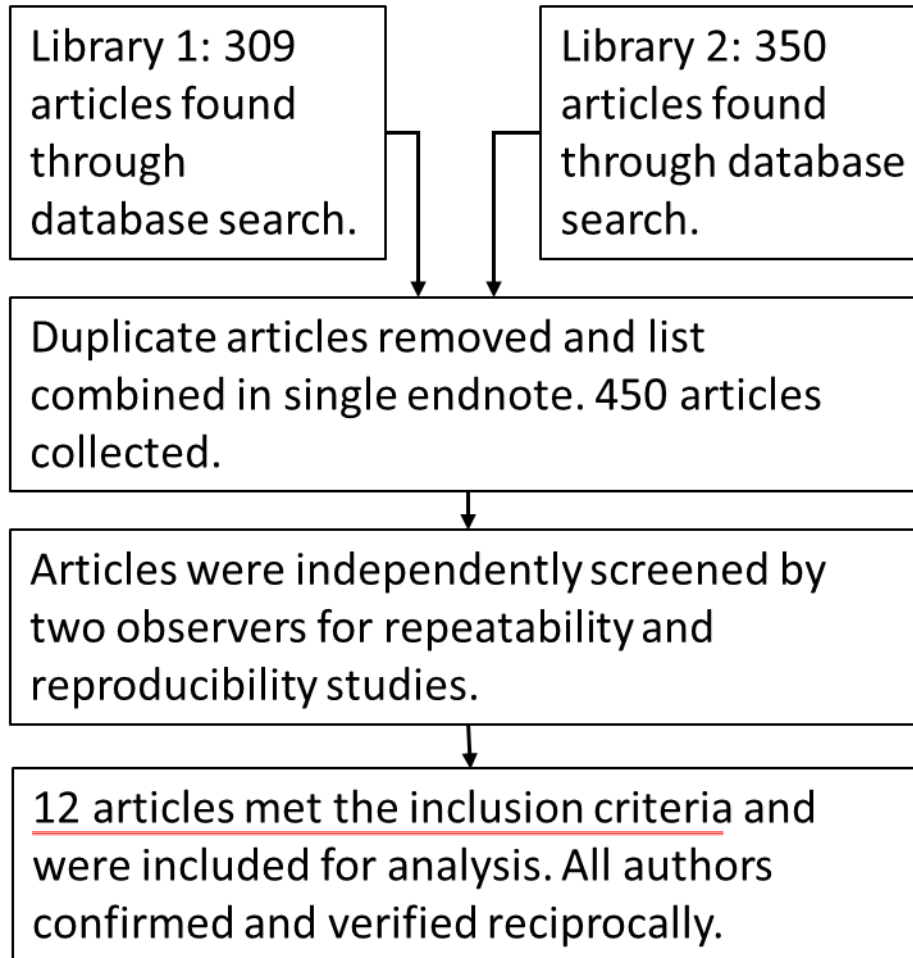 Library 1: 309
articles found
through
database search.
Library 2: 350
articles found
through database
search.
Duplicate articles removed and list
combined in single endnote. 450 articles
collected.
Articles were independently screened by
two observers for repeatability and
reproducibility studies.
12 articles met the inclusion criteria and
were included for analysis. All authors
confirmed and verified reciprocally.